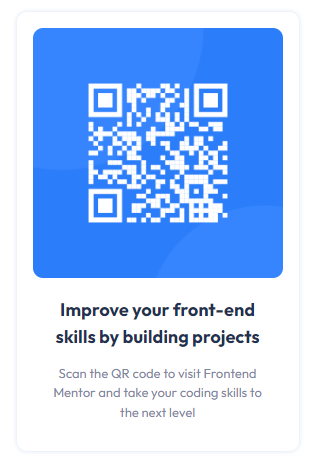 Improve your front-end
skills by building projects
Scan the QR code to visit Frontend
Mentor and take your coding skills to
the next level